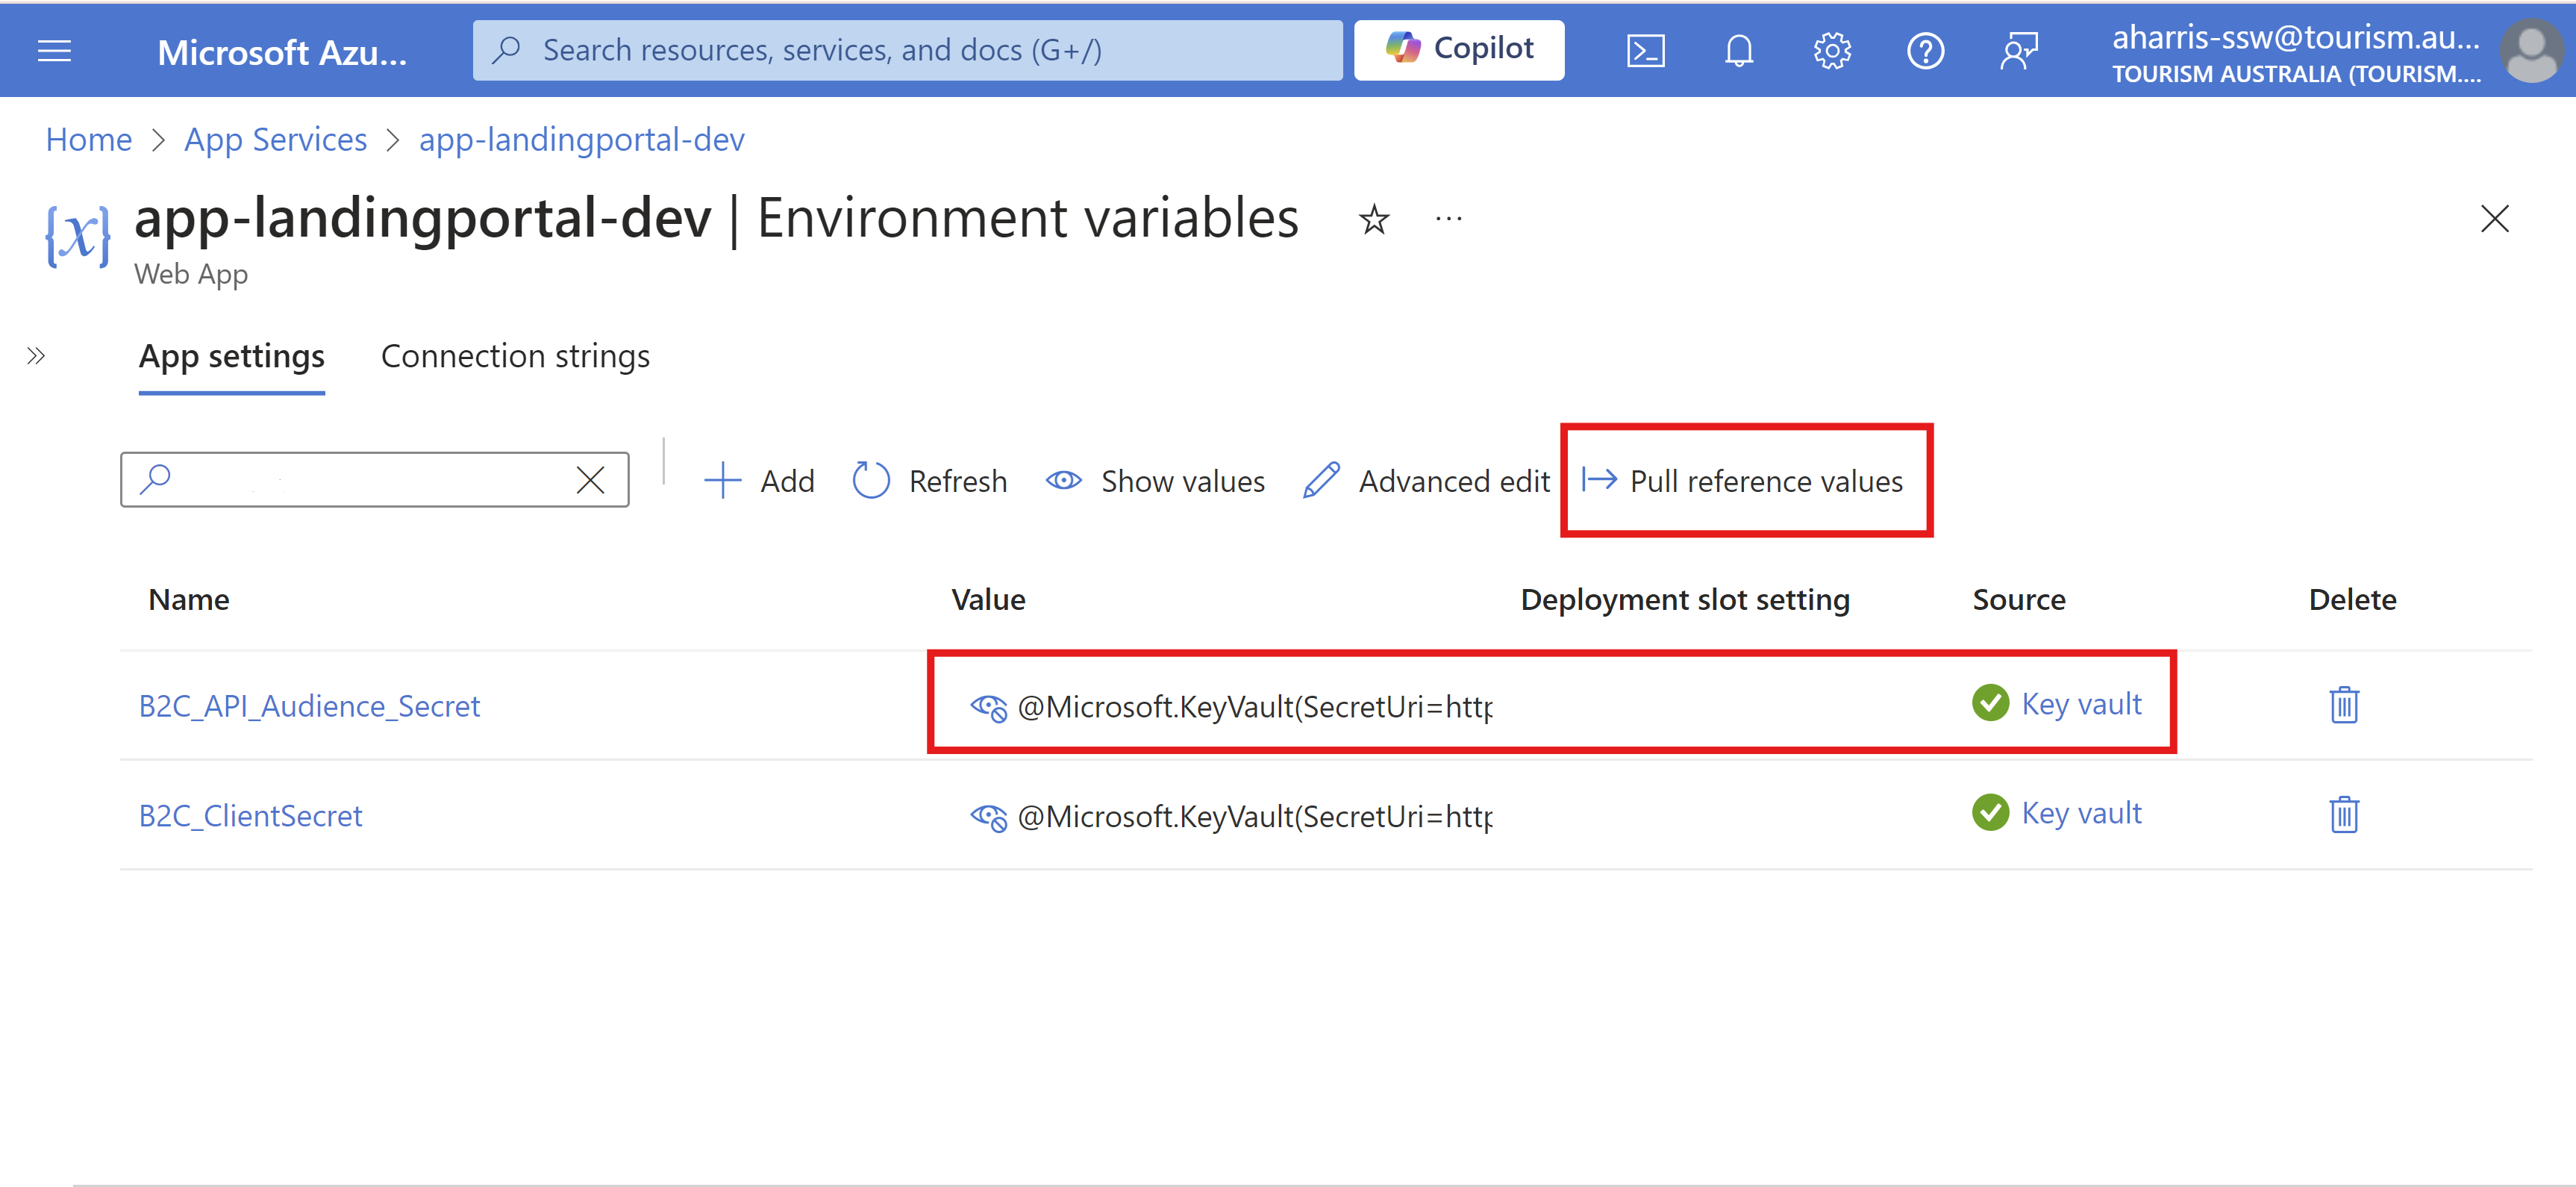 Microsoft Azu...
Search resources, services, and docs (G+/)
Copilot
aharris-ssw@tourism.au...
TOURISM AUSTRALIA (TOURISM....
Home > App Services > app-landingportal-dev
{x} app-landingportal-dev | Environment variables
Web App
App settings Connection strings
Add Refresh Show values Advanced edit Pull reference values
Name Value Deployment slot setting Source Delete
B2C_API_Audience_Secret @Microsoft.KeyVault(SecretUri=http Key vault
B2C_ClientSecret @Microsoft.KeyVault(SecretUri=http Key vault